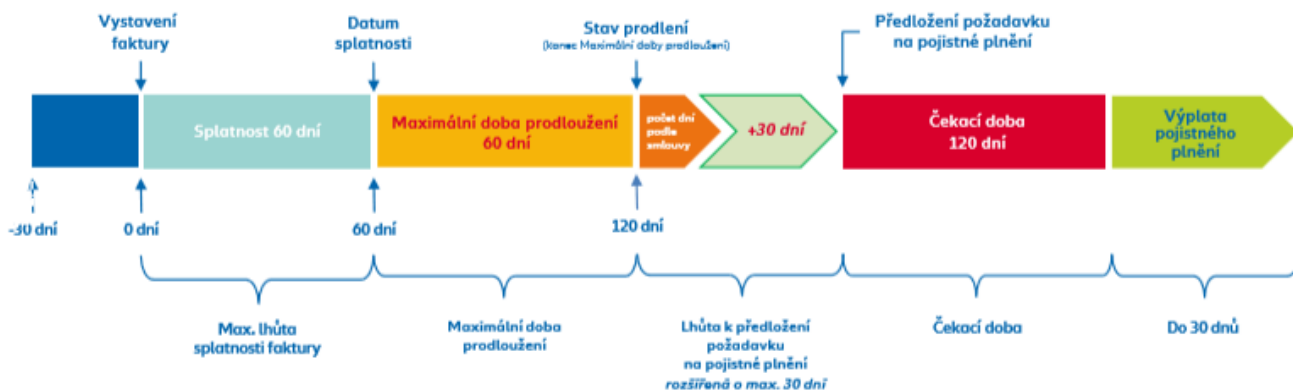 Vystavení
faktury
Datum
splatnosti
Stav prodlení
(konec Maximální doby prodloužení)
Předložení požadavku
na pojistné plnění
Splatnost 60 dní
Maximální doba prodloužení
60 dní
počet dní
podle
smlouvy
+30 dní
Čekací doba
120 dní
Výplata
pojistného
plnění
-30 dní
0 dní
60 dní
120 dní
Max. lhůta
splatnosti faktury
Maximální doba
prodloužení
Lhůta k předložení
požadavku
na pojistné plnění
rozšířená o max. 30 dní
Čekací doba
Do 30 dnů